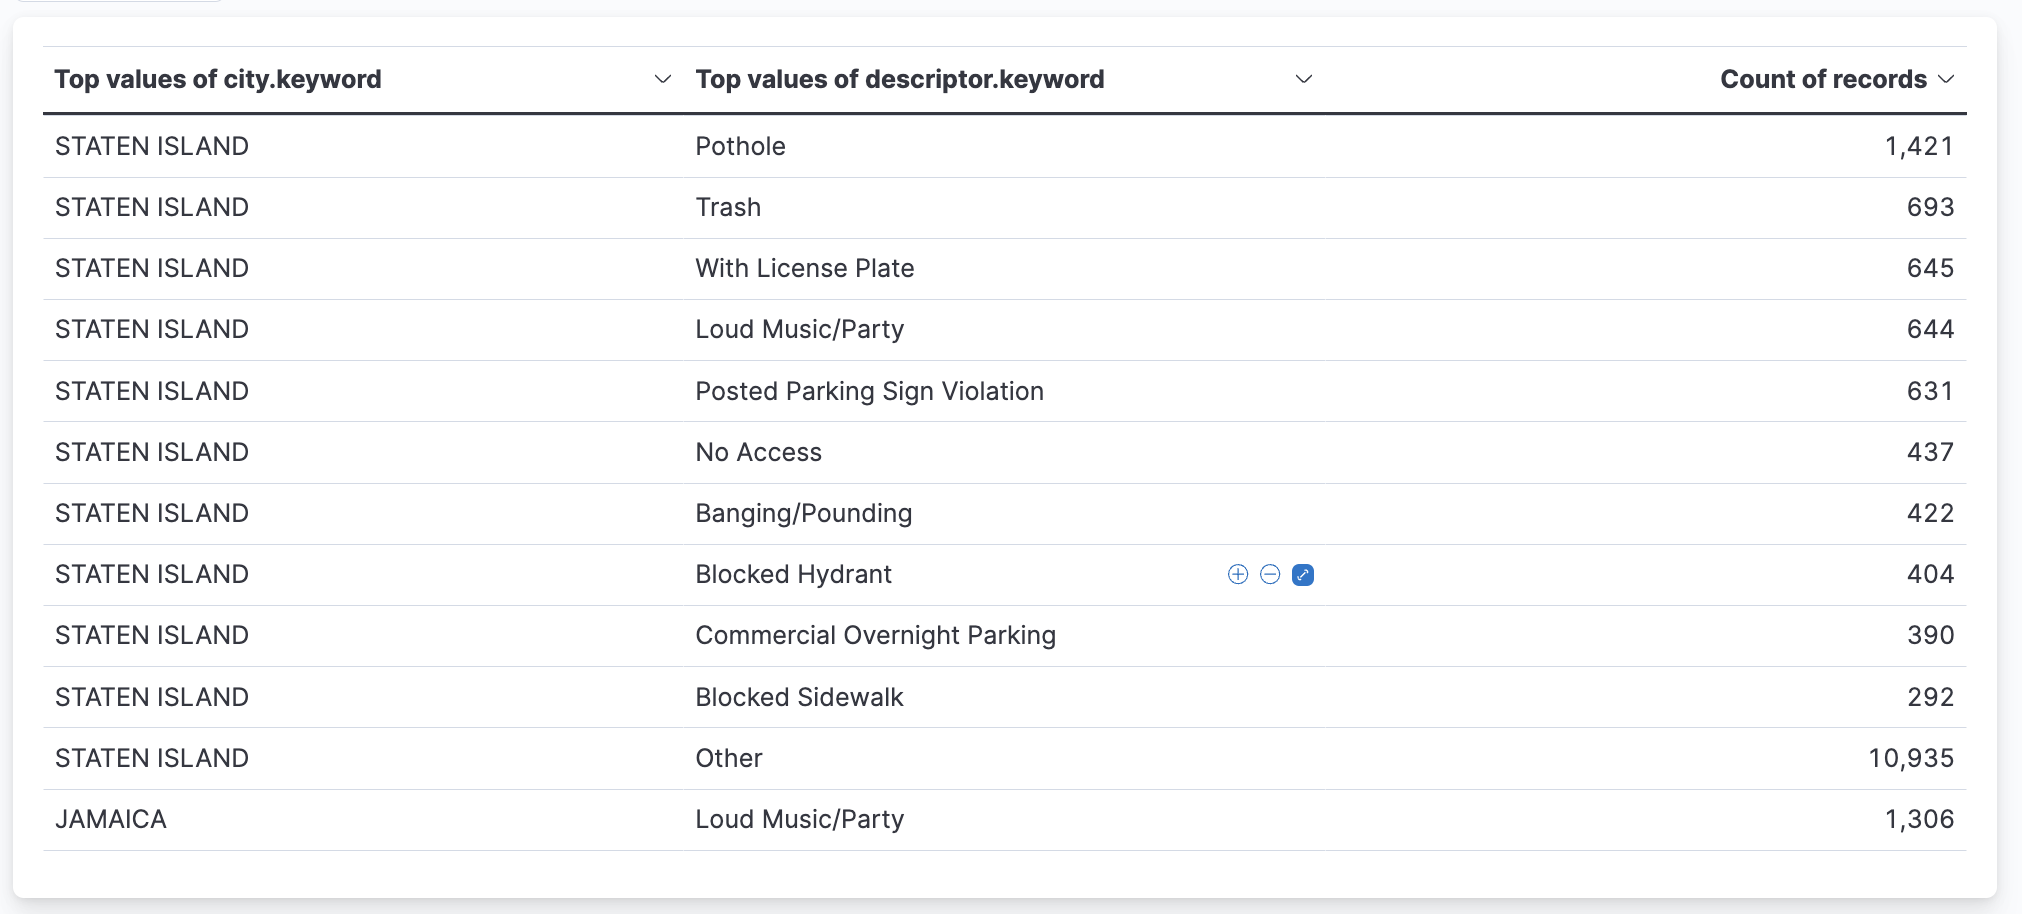 Top values of city.keyword Top values of descriptor.keyword Count of records
STATEN ISLAND Pothole 1,421
STATEN ISLAND Trash 693
STATEN ISLAND With License Plate 645
STATEN ISLAND Loud Music/Party 644
STATEN ISLAND Posted Parking Sign Violation 631
STATEN ISLAND No Access 437
STATEN ISLAND Banging/Pounding 422
STATEN ISLAND Blocked Hydrant 404
STATEN ISLAND Commercial Overnight Parking 390
STATEN ISLAND Blocked Sidewalk 292
STATEN ISLAND Other 10,935
JAMAICA Loud Music/Party 1,306